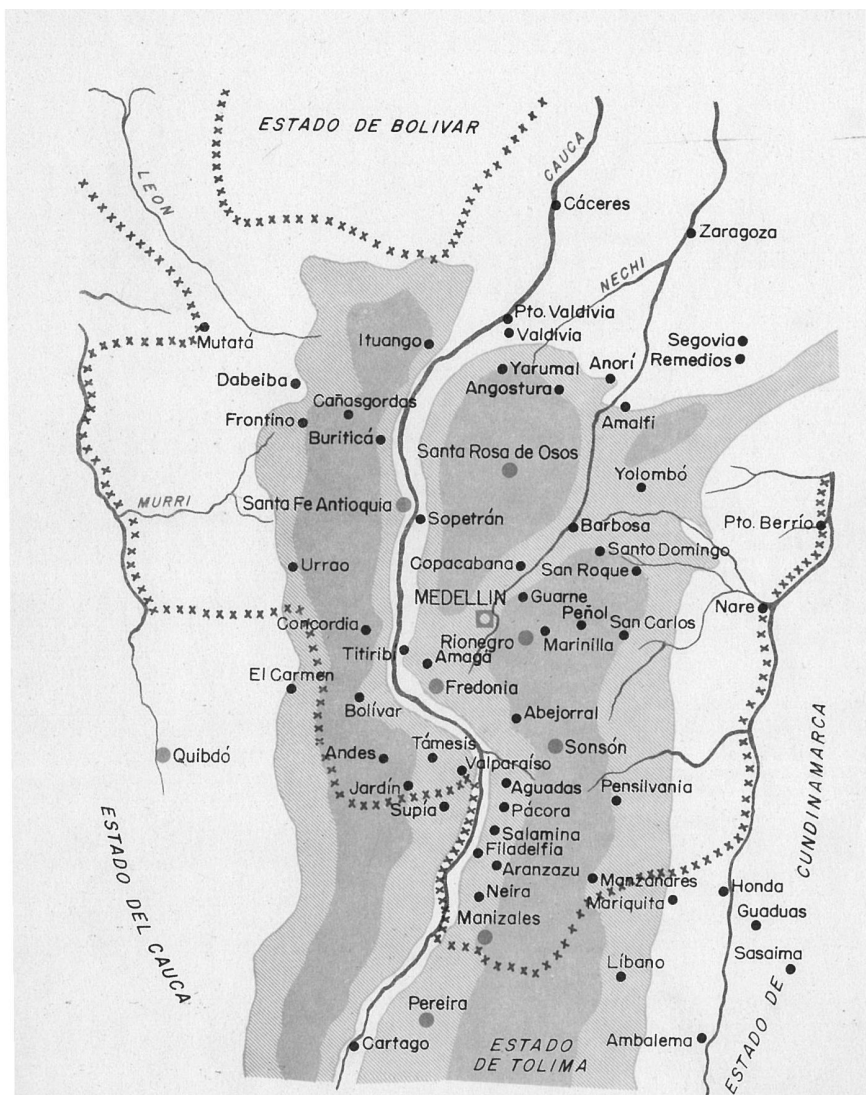 ESTADO DE BOLIVAR
CAUCA
LEON
Cáceres
Zaragoza
NECHI
Pto. Valdivia
Mutatá
Ituango
Valdivia
Segovia
Yarumal
Anorí
Remedios
Dabeiba
Angostura
Cañasgordas
Amalfi
Frontino
Buriticá
Santa Rosa de Osos
Yolombó
MURRI
Santa Fe Antioquia
Sopetrán
Barbosa
Pto. Berrío
Santo Domingo
Urrao
Copacabana
San Roque
MEDELLIN
Guarne
Nare
Peñol
Concordia
Rionegro
Marinilla
San Carlos
Titiribí
Amagá
El Carmen
Fredonia
Bolívar
Abejorral
Quibdó
Andes
Támesis
Sonsón
Valparaíso
Jardín
Aguadas
Pensilvania
Supía
Pácora
CUNDINAMARCA
Salamina
Filadelfia
Aranzazu
Manzanares
Honda
Neira
Mariquita
Manizales
Guaduas
ESTADO DEL CAUCA
Líbano
Sasaima
Pereira
Cartago
ESTADO
DE TOLIMA
Ambalema
ESTADO DE